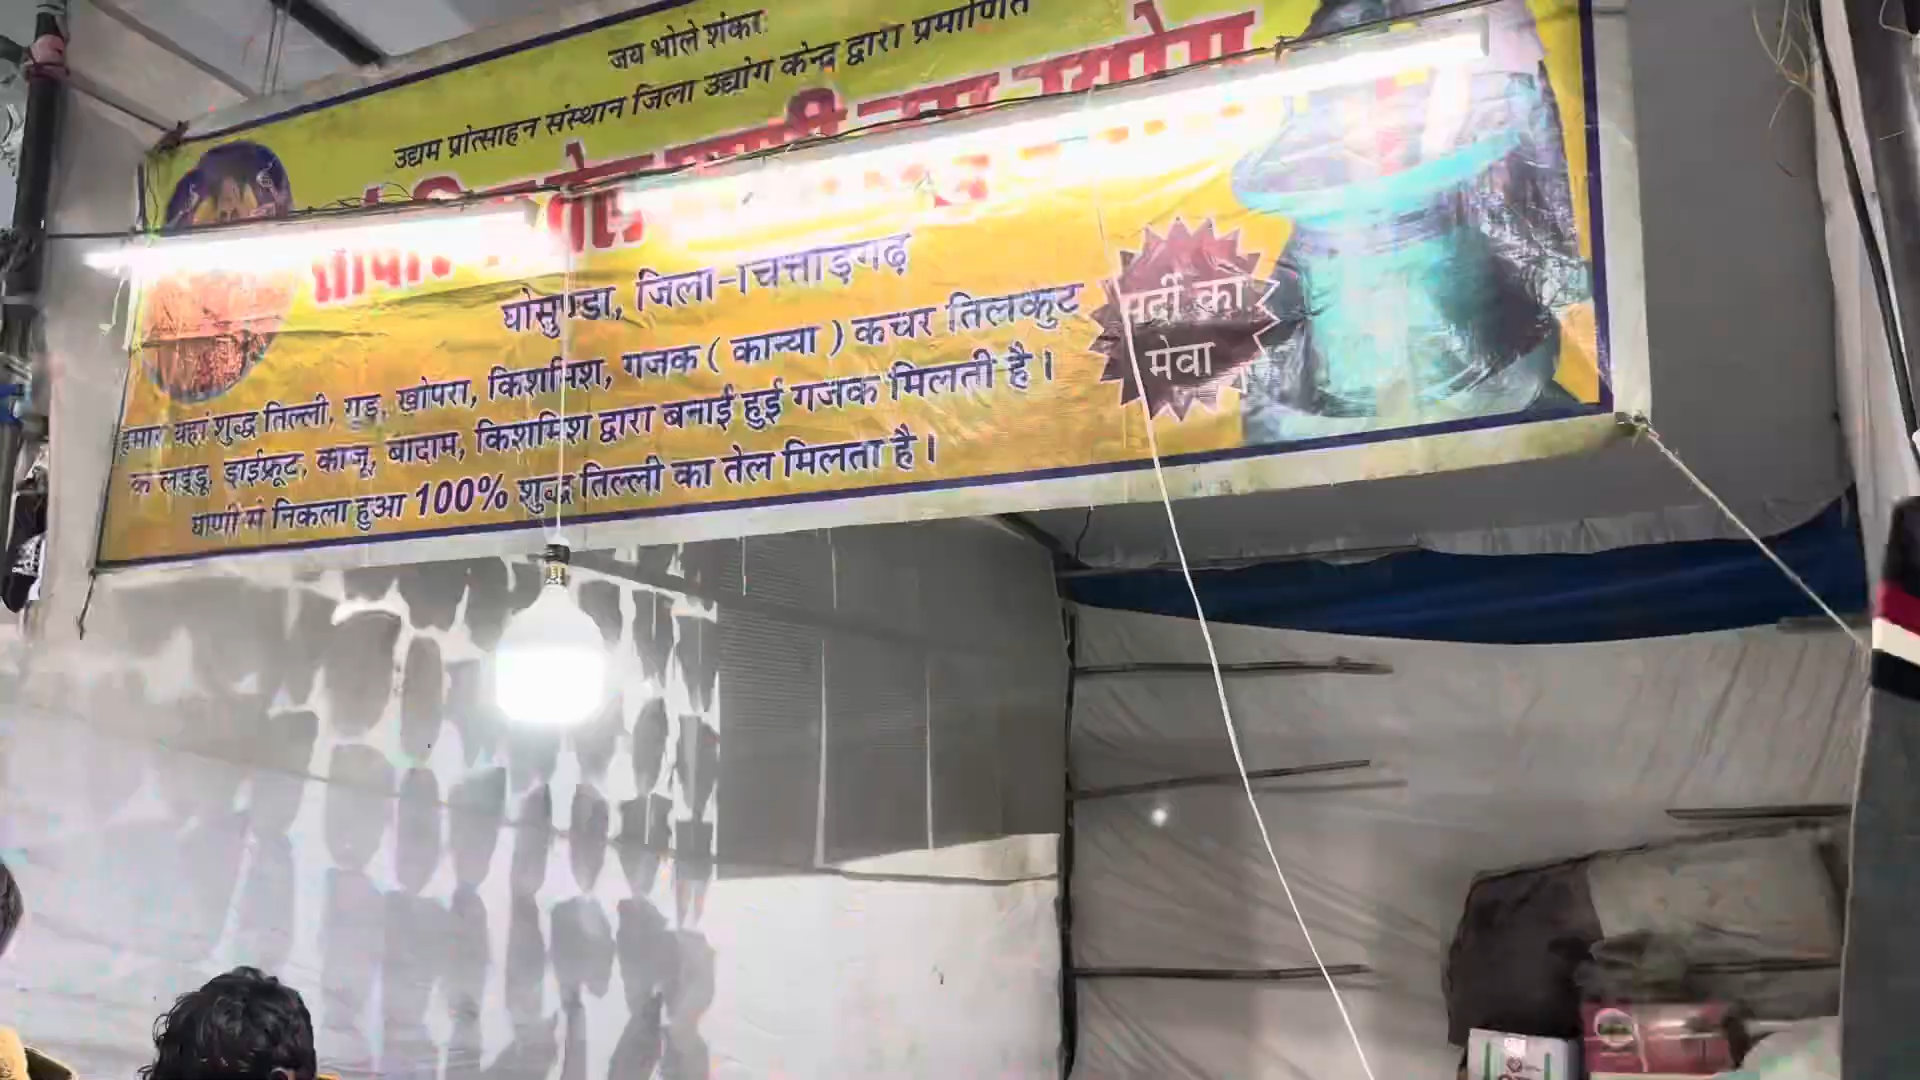 जय भोले शंकर
उद्यम प्रोत्साहन संस्थान जिला उद्योग केन्द्र द्वारा प्रमाणित
घोसुण्डा, जिला-चित्तौड़गढ़
हमारे यहां शुद्ध तिल्ली, गुड़, खोपरा, किशमिश, गजक ( कान्या ) कचर तिलकुट
के लड्डू, ड्राईफ्रूट, काजू, बादाम, किशमिश द्वारा बनाई हुई गजक मिलती है ।
घाणी में निकला हुआ 100% शुद्ध तिल्ली का तेल मिलता है ।
सर्दी का
मेवा